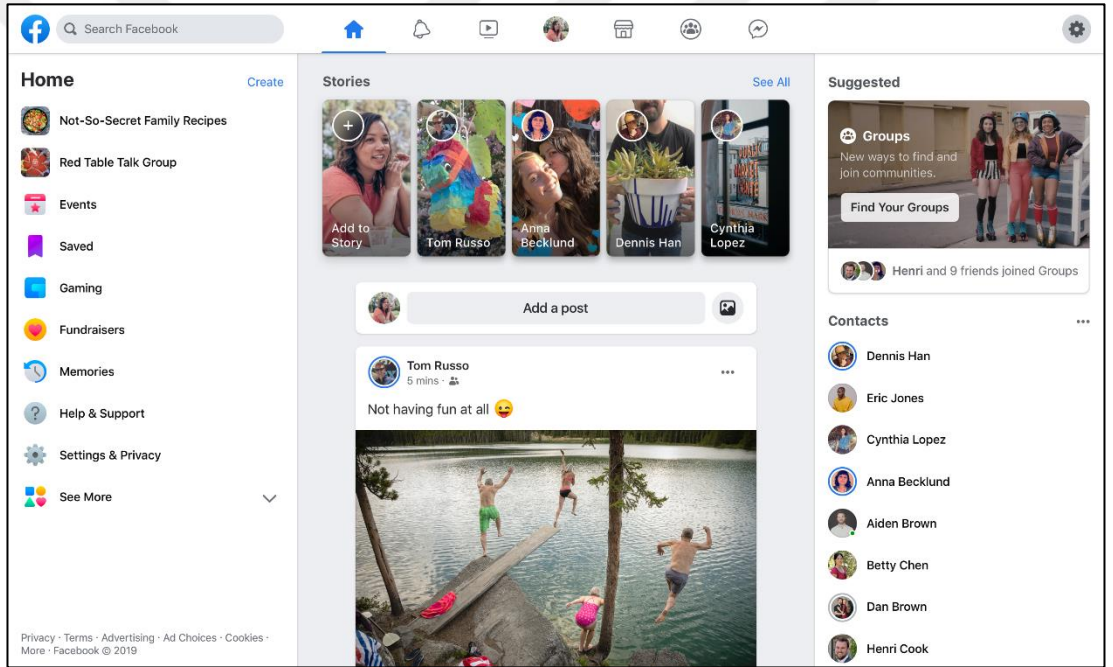 Search Facebook
Home
Create
Not-So-Secret Family Recipes
Red Table Talk Group
Events
Saved
Gaming
Fundraisers
Memories
Help & Support
Settings & Privacy
See More
Privacy · Terms · Advertising · Ad Choices · Cookies ·
More · Facebook © 2019
Stories
See All
Add to
Story
Tom Russo
Anna
Becklund
Dennis Han
Cynthia
Lopez
Add a post
Tom Russo
5 mins ·
Not having fun at all 😜
Suggested
Groups
New ways to find and
join communities.
Find Your Groups
Henri and 9 friends joined Groups
Contacts
Dennis Han
Eric Jones
Cynthia Lopez
Anna Becklund
Aiden Brown
Betty Chen
Dan Brown
Henri Cook